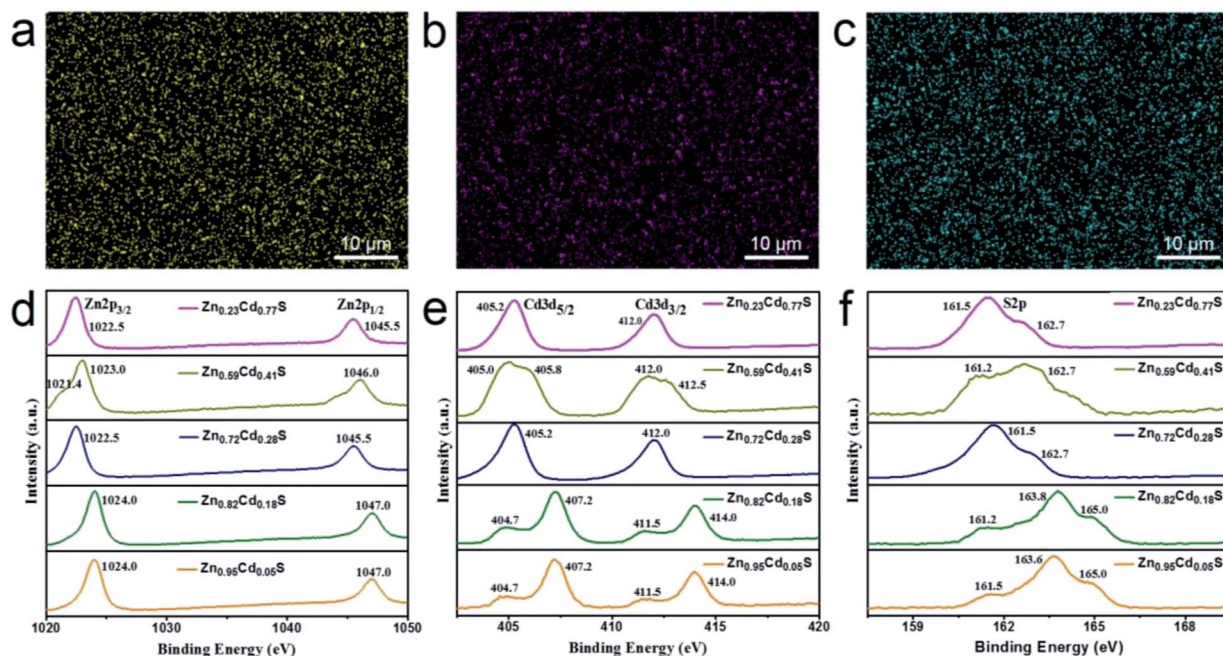 a
b
c
10 µm
10 µm
10 µm
d
Zn2p3/2
Zn2p1/2
Zn0.23Cd0.77S
1022.5
1045.5
1021.4
1023.0
1046.0
Zn0.59Cd0.41S
1022.5
1045.5
Zn0.72Cd0.28S
1024.0
1047.0
Zn0.82Cd0.18S
1024.0
1047.0
Zn0.95Cd0.05S
Intensity (a.u.)
1020 1030 1040 1050
Binding Energy (eV)
e
405.2 Cd3d5/2
412.0 Cd3d3/2
Zn0.23Cd0.77S
405.0 405.8
412.0 412.5
Zn0.59Cd0.41S
405.2
412.0
Zn0.72Cd0.28S
404.7 407.2
411.5 414.0
Zn0.82Cd0.18S
404.7 407.2
411.5 414.0
Zn0.95Cd0.05S
Intensity (a.u.)
405 410 415 420
Binding Energy (eV)
f
S2p
161.5
162.7
Zn0.23Cd0.77S
161.2
162.7
Zn0.59Cd0.41S
161.5
162.7
Zn0.72Cd0.28S
161.2
163.8
165.0
Zn0.82Cd0.18S
161.5
163.6
165.0
Zn0.95Cd0.05S
Intensity (a.u.)
159 162 165 168
Binding Energy (eV)